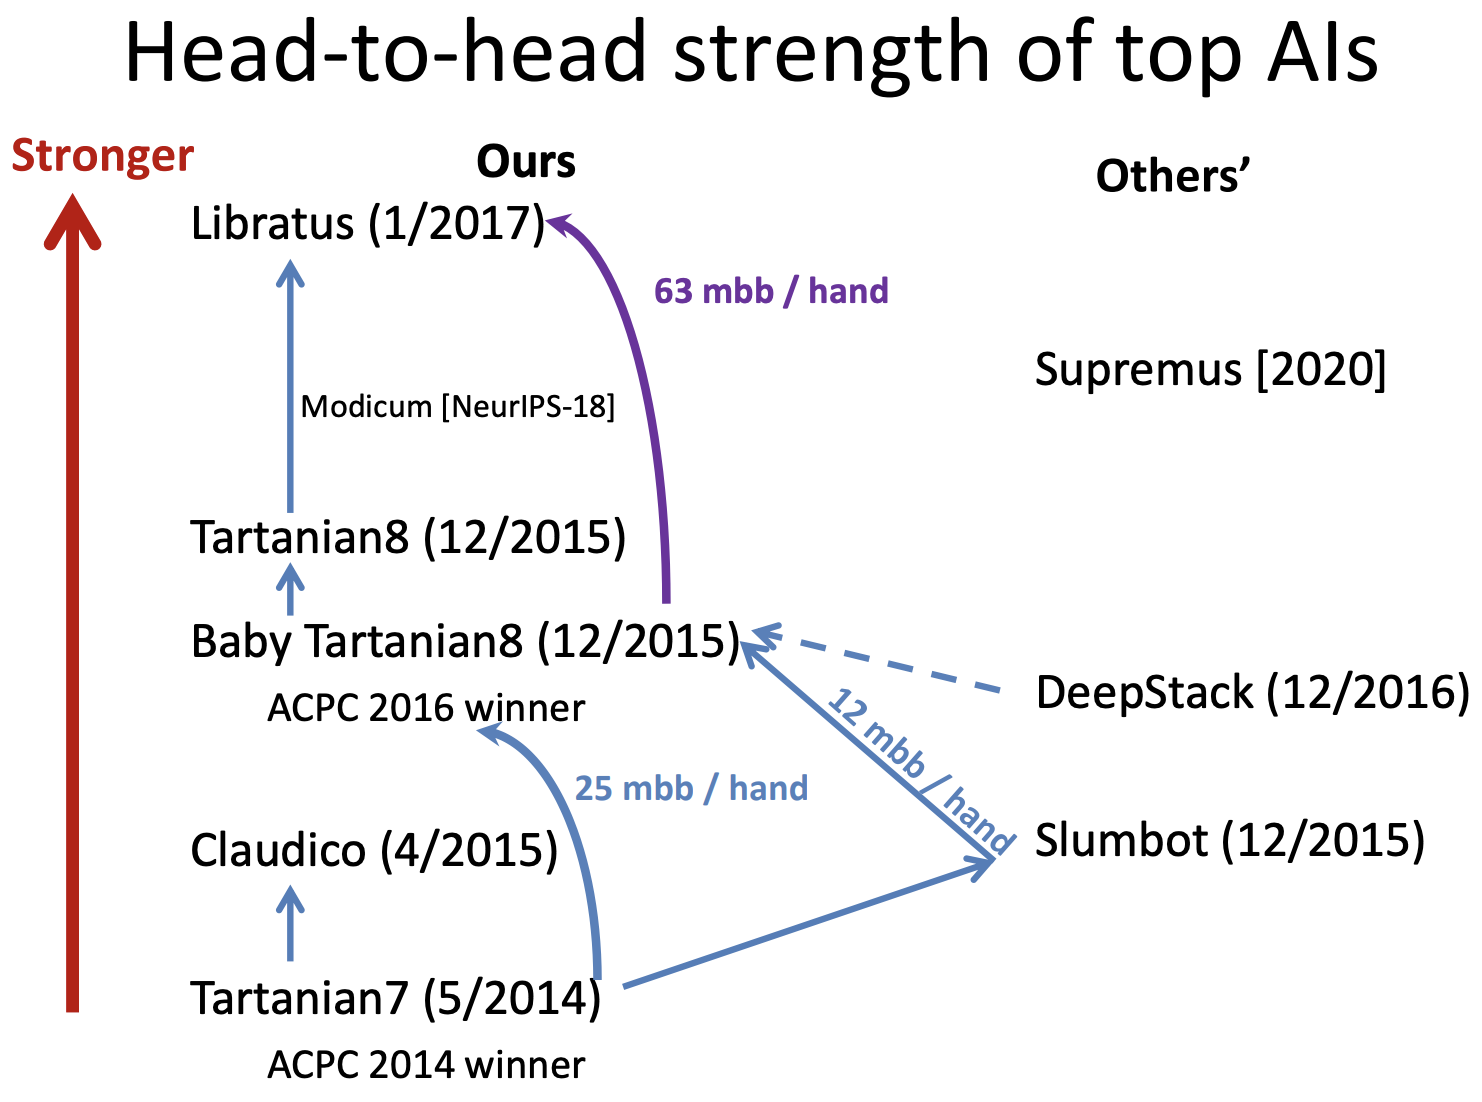 Head-to-head strength of top AIs
Stronger
Ours
Others’
Libratus (1/2017)
63 mbb / hand
Supremus [2020]
Modicum [NeurIPS-18]
Tartanian8 (12/2015)
Baby Tartanian8 (12/2015)
ACPC 2016 winner
DeepStack (12/2016)
12 mbb / hand
25 mbb / hand
Claudico (4/2015)
Slumbot (12/2015)
Tartanian7 (5/2014)
ACPC 2014 winner